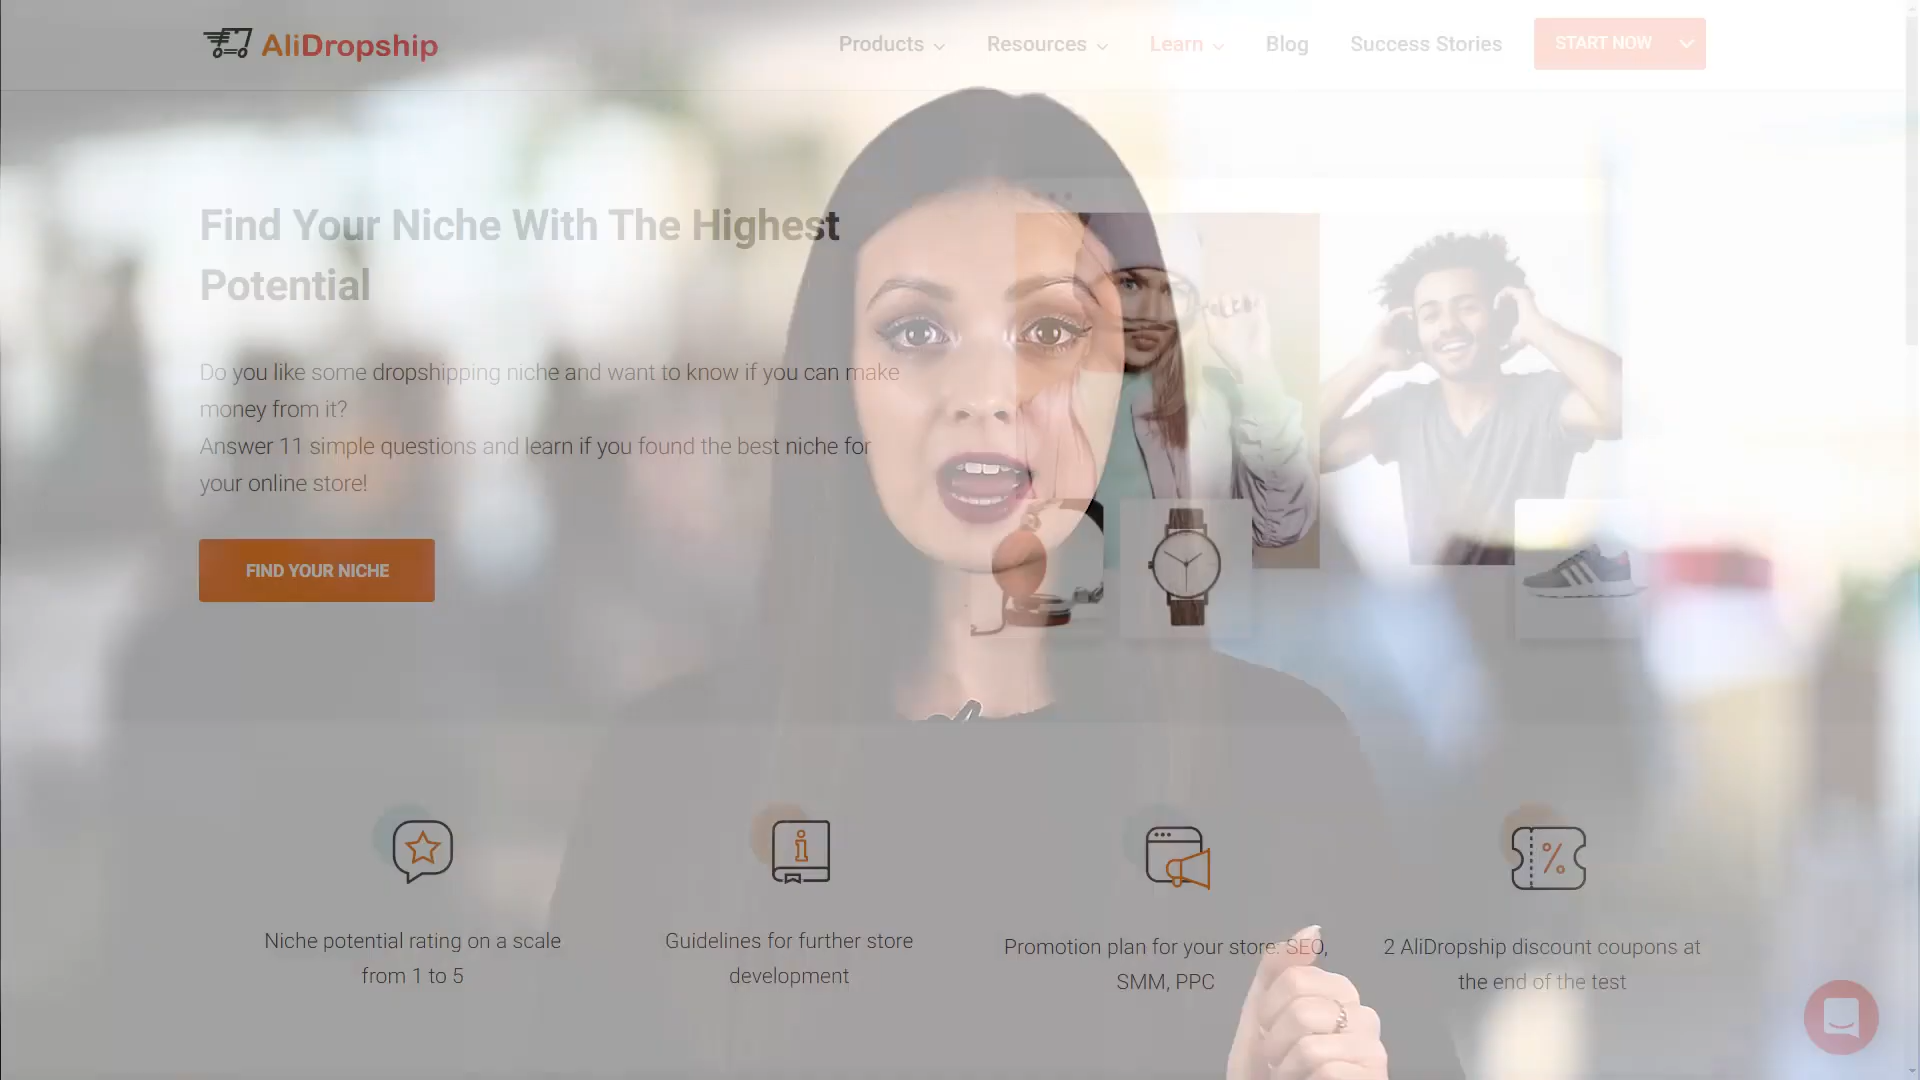 AliDropship
Products
Resources
Learn
Blog
Success Stories
START NOW
Find Your Niche With The Highest
Potential
Do you like some dropshipping niche and want to know if you can make
money from it?
Answer 11 simple questions and learn if you found the best niche for
your online store!
FIND YOUR NICHE
Niche potential rating on a scale
from 1 to 5
Guidelines for further store
development
Promotion plan for your store: SEO,
SMM, PPC
2 AliDropship discount coupons at
the end of the test